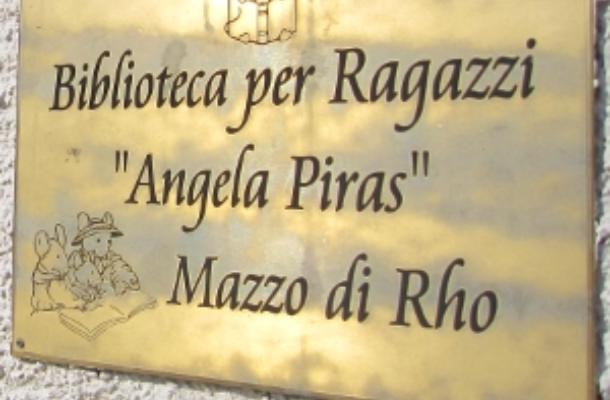 Biblioteca per Ragazzi
"Angela Piras"
Mazzo di Rho